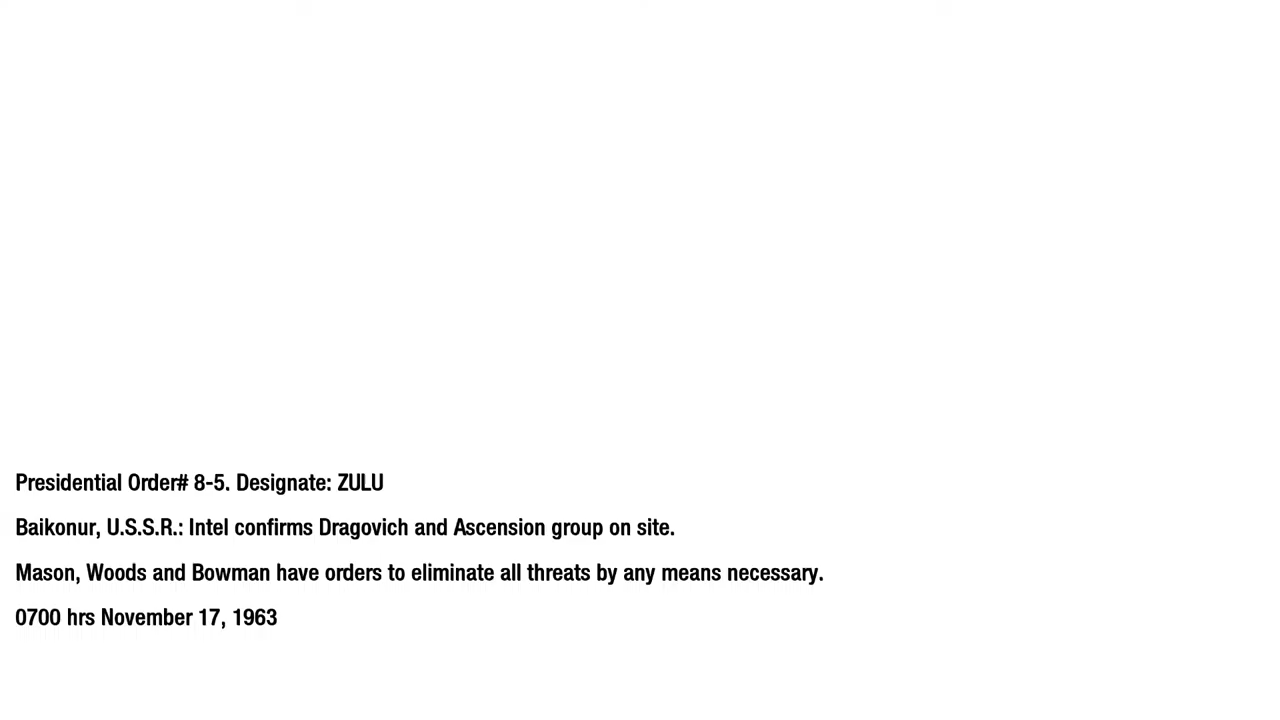 Presidential Order# 8-5. Designate: ZULU
Baikonur, U.S.S.R.: Intel confirms Dragovich and Ascension group on site.
Mason, Woods and Bowman have orders to eliminate all threats by any means necessary.
0700 hrs November 17, 1963